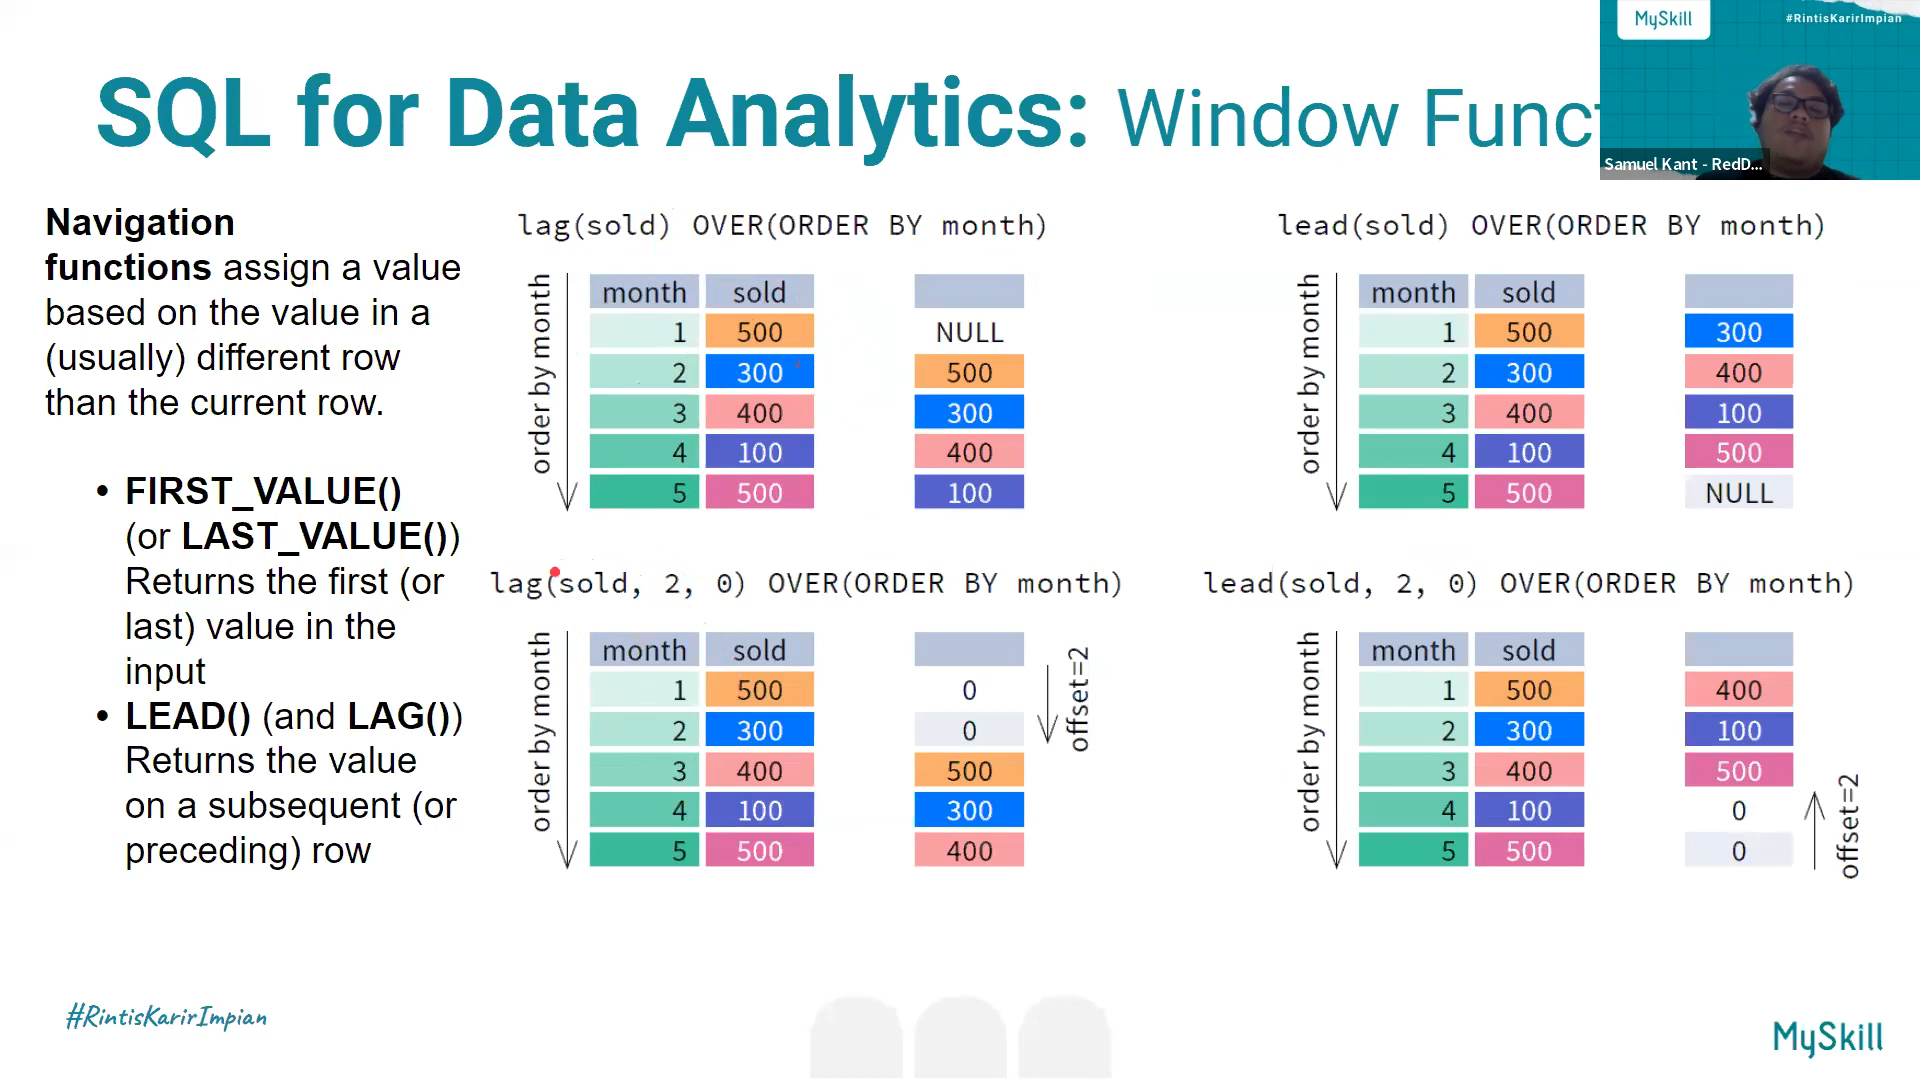 MySkill
#RintisKarirImpian
SQL for Data Analytics: Window Func
Samuel Kant - RedD...
Navigation
functions assign a value
based on the value in a
(usually) different row
than the current row.
• FIRST_VALUE()
(or LAST_VALUE())
Returns the first (or
last) value in the
input
• LEAD() (and LAG())
Returns the value
on a subsequent (or
preceding) row
lag(sold) OVER(ORDER BY month)
order by month
month sold
1 500 NULL
2 300 500
3 400 300
4 100 400
5 500 100
lead(sold) OVER(ORDER BY month)
order by month
month sold
1 500 300
2 300 400
3 400 100
4 100 500
5 500 NULL
lag(sold, 2, 0) OVER(ORDER BY month)
order by month
month sold
1 500 0
2 300 0
3 400 500
4 100 300
5 500 400
offset=2
lead(sold, 2, 0) OVER(ORDER BY month)
order by month
month sold
1 500 400
2 300 100
3 400 500
4 100 0
5 500 0
offset=2
#RintisKarirImpian
MySkill